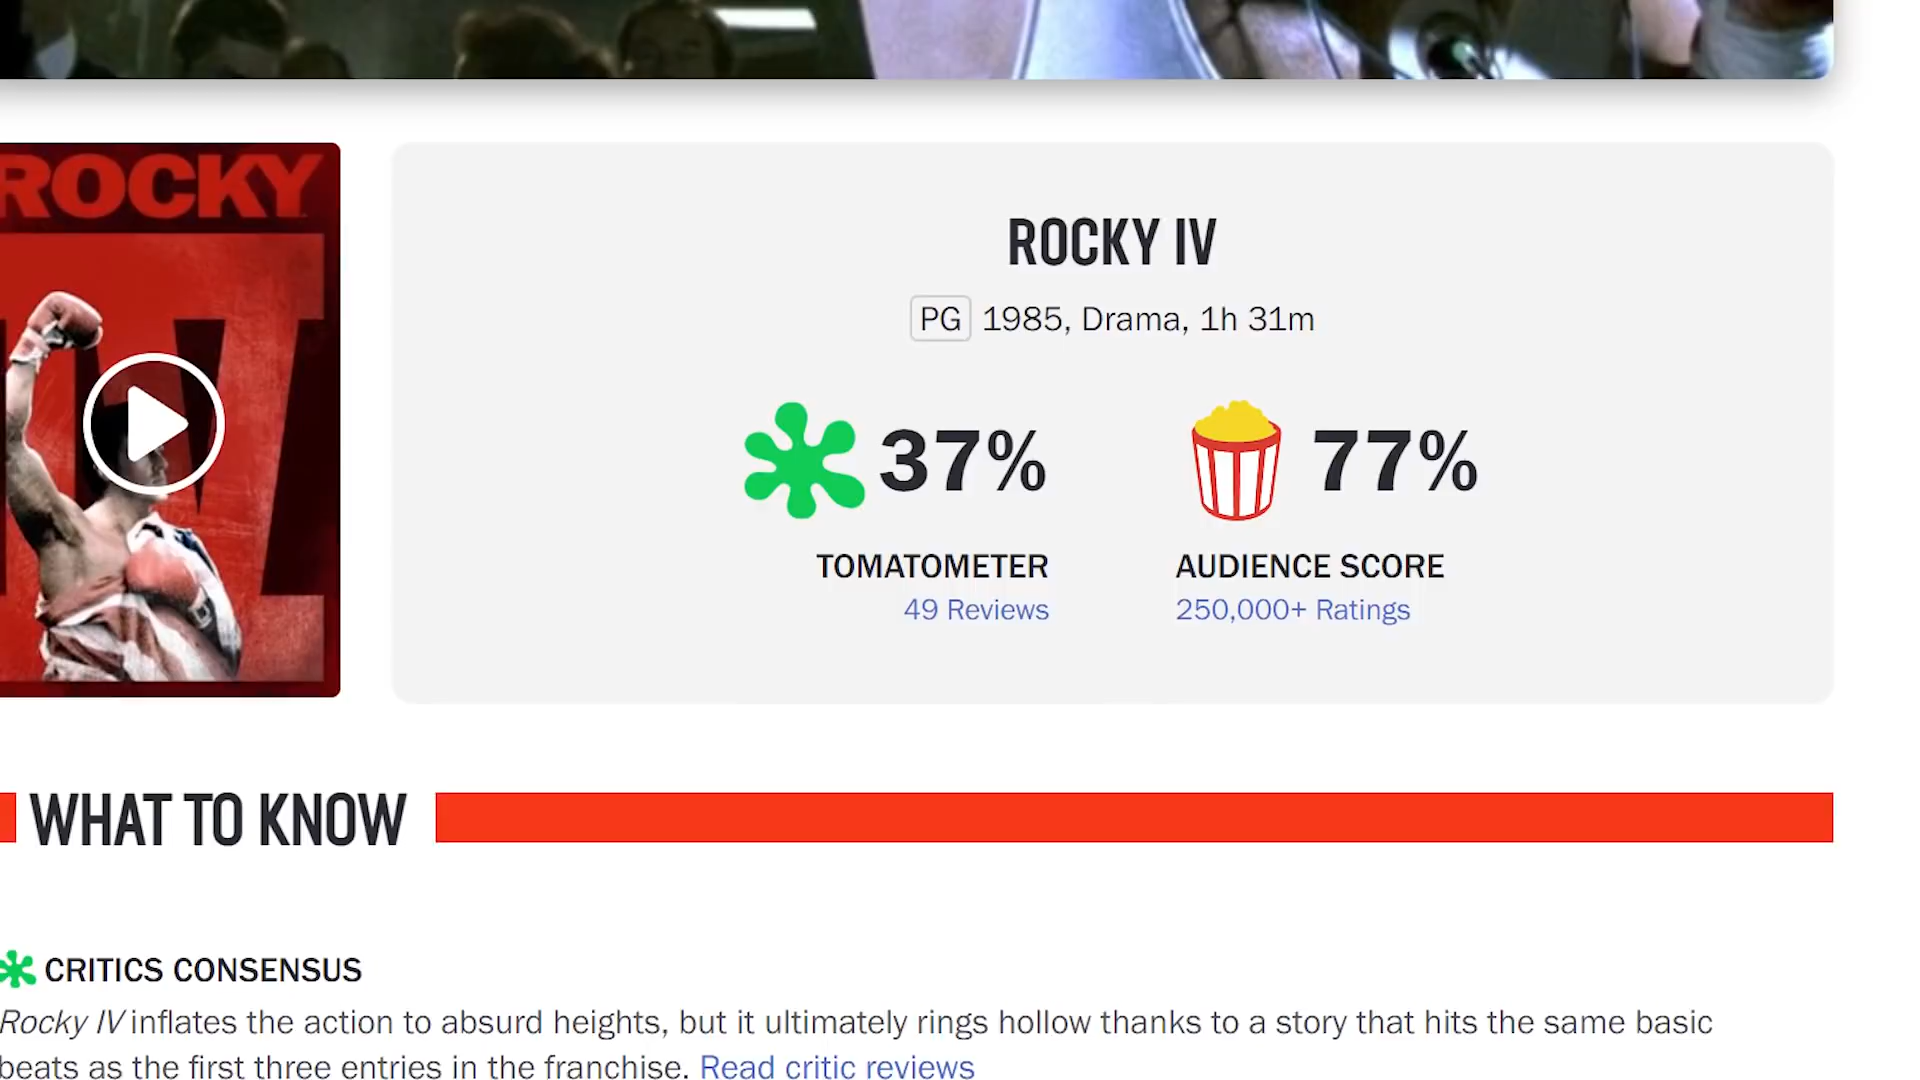 ROCKY
ROCKY IV
PG 1985, Drama, 1h 31m
37% 77%
TOMATOMETER AUDIENCE SCORE
49 Reviews 250,000+ Ratings
WHAT TO KNOW
CRITICS CONSENSUS
Rocky IV inflates the action to absurd heights, but it ultimately rings hollow thanks to a story that hits the same basic
beats as the first three entries in the franchise. Read critic reviews